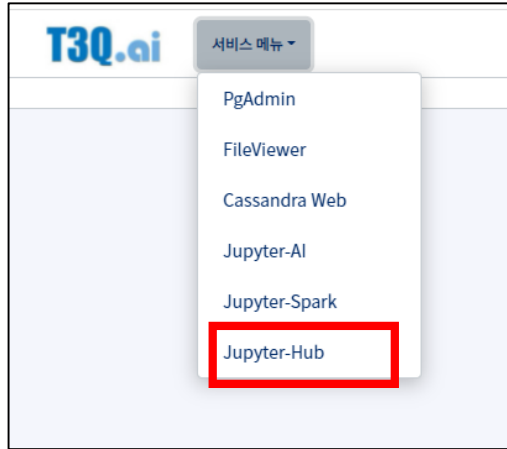 T3Q.ai
서비스 메뉴
PgAdmin
FileViewer
Cassandra Web
Jupyter-AI
Jupyter-Spark
Jupyter-Hub